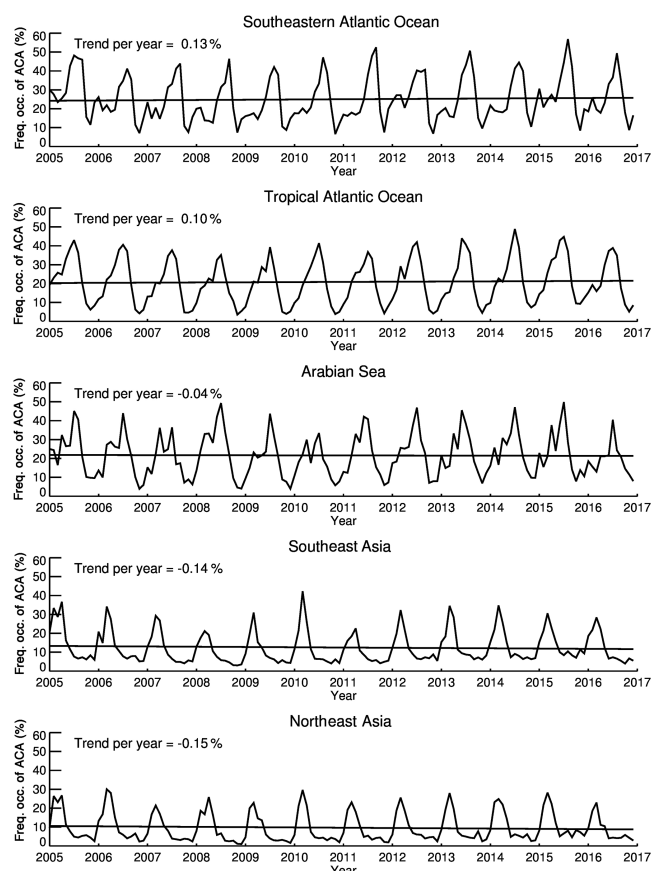 Southeastern Atlantic Ocean
Trend per year = 0.13%
Freq. occ. of ACA (%)
60
50
40
30
20
10
0
2005 2006 2007 2008 2009 2010 2011 2012 2013 2014 2015 2016 2017
Year
Tropical Atlantic Ocean
Trend per year = 0.10%
Freq. occ. of ACA (%)
60
50
40
30
20
10
0
2005 2006 2007 2008 2009 2010 2011 2012 2013 2014 2015 2016 2017
Year
Arabian Sea
Trend per year = -0.04%
Freq. occ. of ACA (%)
60
50
40
30
20
10
0
2005 2006 2007 2008 2009 2010 2011 2012 2013 2014 2015 2016 2017
Year
Southeast Asia
Trend per year = -0.14%
Freq. occ. of ACA (%)
60
50
40
30
20
10
0
2005 2006 2007 2008 2009 2010 2011 2012 2013 2014 2015 2016 2017
Year
Northeast Asia
Trend per year = -0.15%
Freq. occ. of ACA (%)
60
50
40
30
20
10
0
2005 2006 2007 2008 2009 2010 2011 2012 2013 2014 2015 2016 2017
Year